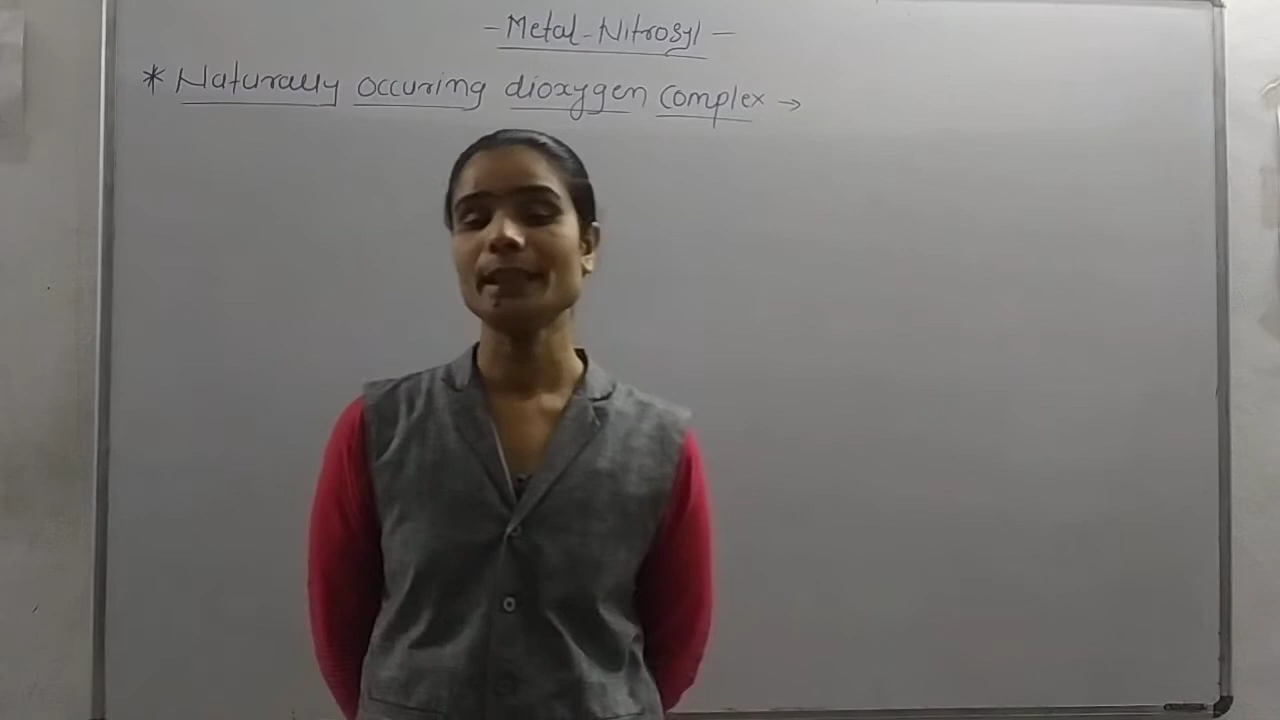 - Metal-Nitrosyl -
* Naturally occuring dioxygen complex →